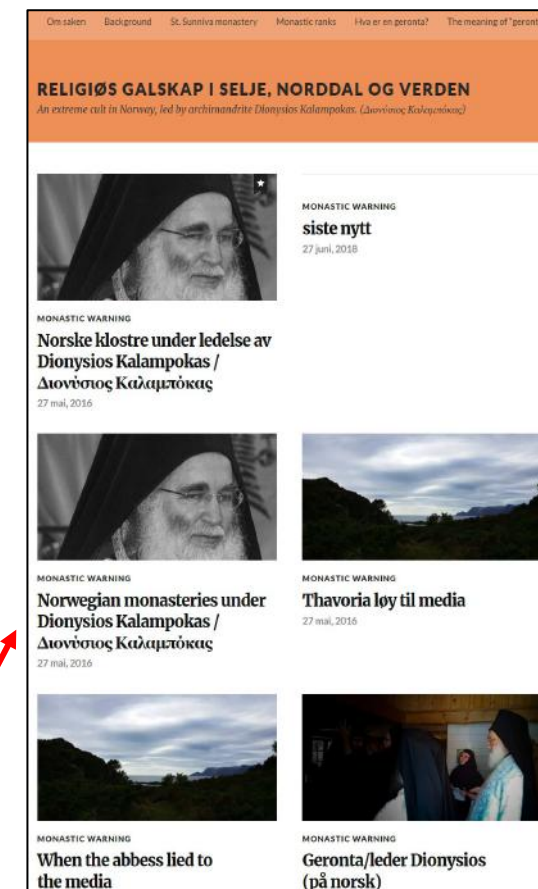 Om saken Background St. Sunniva monastery Monastic ranks Hva er en geronta? The meaning of "geront
RELIGIØS GALSKAP I SELJE, NORDDAL OG VERDEN
An extreme cult in Norway, led by archimandrite Dionysios Kalampokas. (Διονύσιος Καλαμπόκας)
MONASTIC WARNING
Norske klostre under ledelse av
Dionysios Kalampokas /
Διονύσιος Καλαμπόκας
27 mai, 2016
MONASTIC WARNING
siste nytt
27 juni, 2018
MONASTIC WARNING
Norwegian monasteries under
Dionysios Kalampokas /
Διονύσιος Καλαμπόκας
27 mai, 2016
MONASTIC WARNING
Thavoria løy til media
27 mai, 2016
MONASTIC WARNING
When the abbess lied to
the media
MONASTIC WARNING
Geronta/leder Dionysios
(på norsk)